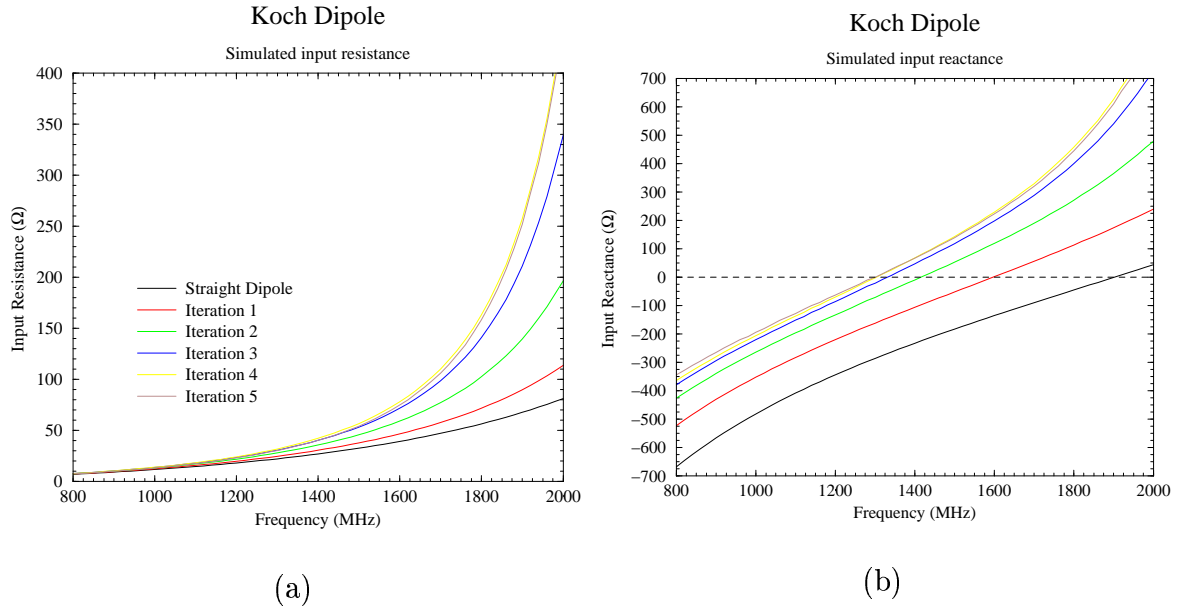 Koch Dipole
Simulated input resistance
400
350
300
250
200
150
100
50
0
Input Resistance (Ω)
Straight Dipole
Iteration 1
Iteration 2
Iteration 3
Iteration 4
Iteration 5
800 1000 1200 1400 1600 1800 2000
Frequency (MHz)
(a)
Koch Dipole
Simulated input reactance
700
600
500
400
300
200
100
0
−100
−200
−300
−400
−500
−600
−700
Input Reactance (Ω)
800 1000 1200 1400 1600 1800 2000
Frequency (MHz)
(b)